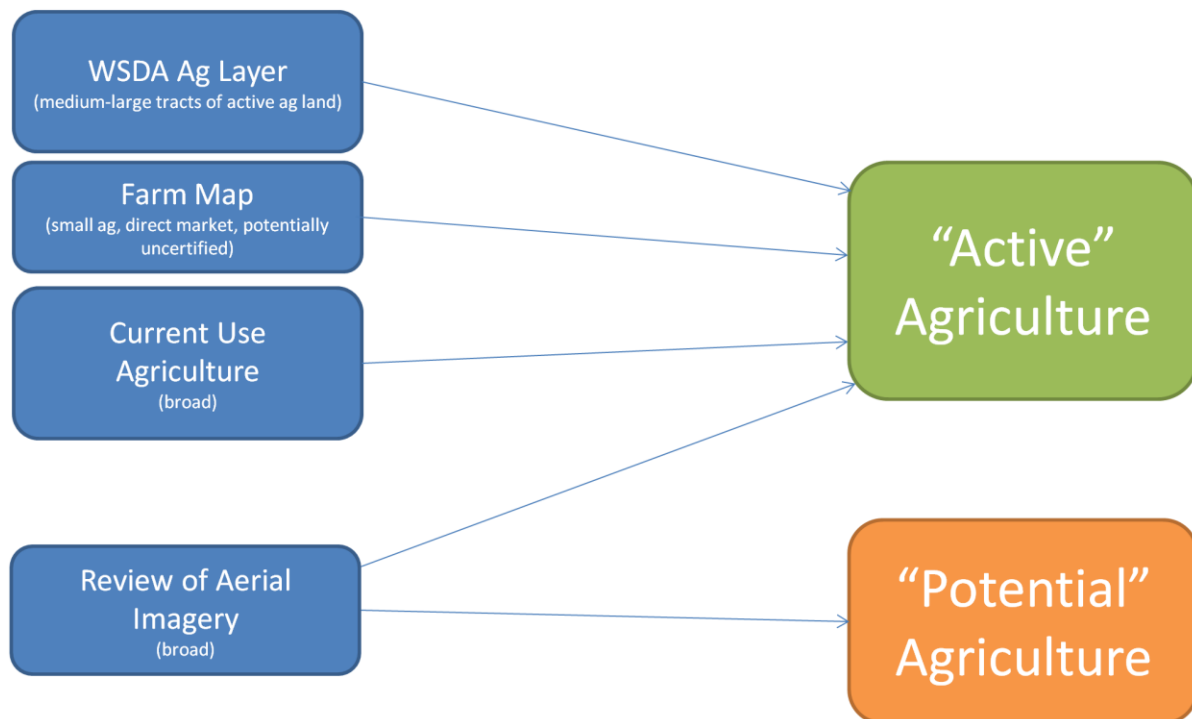 WSDA Ag Layer
(medium-large tracts of active ag land)
Farm Map
(small ag, direct market, potentially
uncertified)
Current Use
Agriculture
(broad)
Review of Aerial
Imagery
(broad)
“Active”
Agriculture
“Potential”
Agriculture